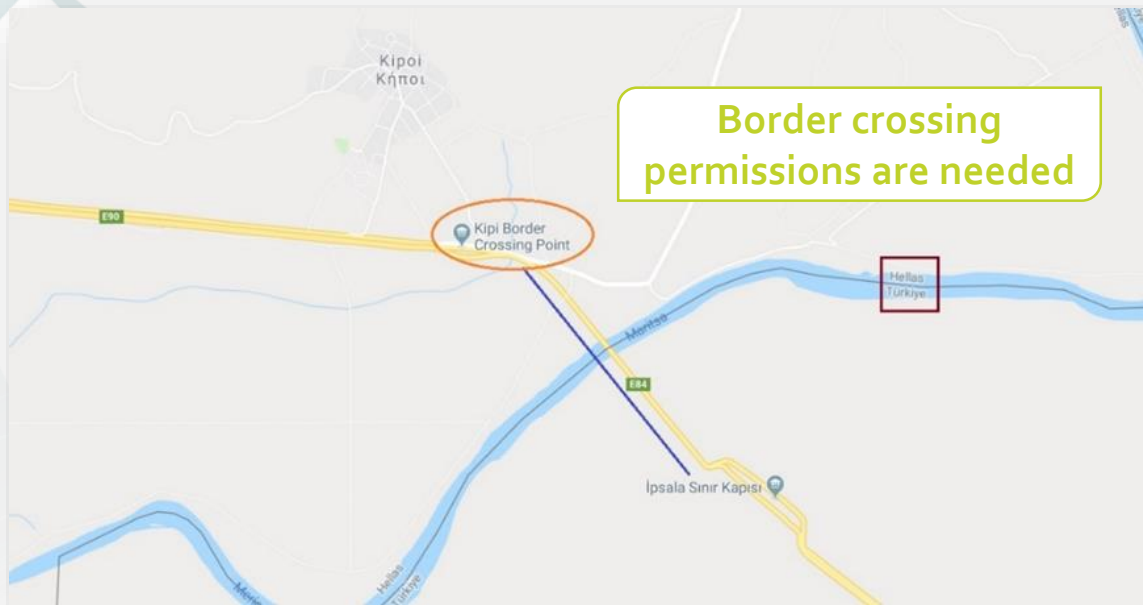 Kipoi
Κήποι
Border crossing
permissions are needed
E90
Kipi Border
Crossing Point
Hellas
Türkiye
Meritsa
E84
İpsala Sınır Kapısı
Hellas
Türkiye